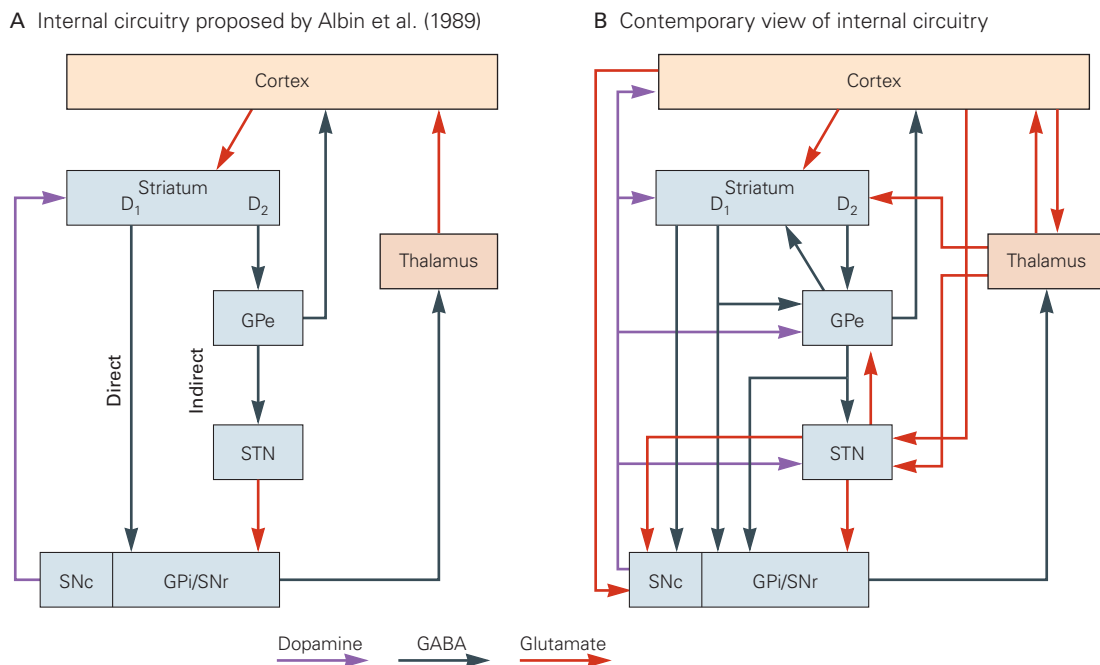 A Internal circuitry proposed by Albin et al. (1989)
Cortex
Striatum
D1 D2
Thalamus
GPe
Direct
Indirect
STN
SNc GPi/SNr
B Contemporary view of internal circuitry
Cortex
Striatum
D1 D2
Thalamus
GPe
STN
SNc GPi/SNr
Dopamine GABA Glutamate